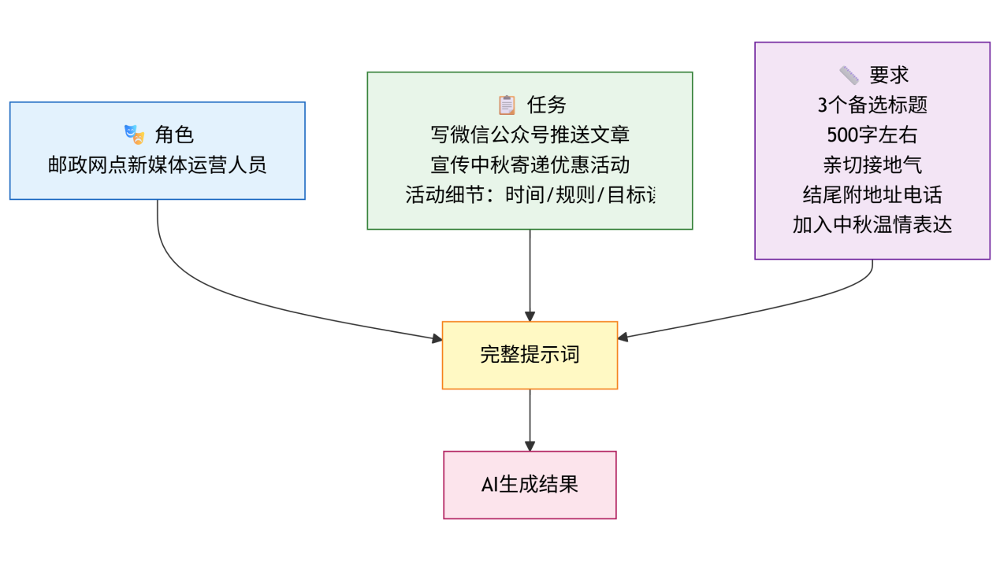 角色
邮政网点新媒体运营人员
任务
写微信公众号推送文章
宣传中秋寄递优惠活动
活动细节：时间/规则/目标
要求
3个备选标题
500字左右
亲切接地气
结尾附地址电话
加入中秋温情表达
完整提示词
AI生成结果